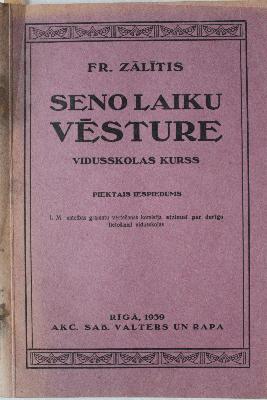 FR. ZĀLĪTIS
SENO LAIKU
VĒSTURE
VIDUSSKOLAS KURSS
PIEKTAIS IESPIEDUMS
I. M. mācības grāmatu vērtēšanas komisija atzinusi par derīgu
lietošanai vidusskolās
RĪGĀ, 1939
AKC. SAB. VALTERS UN RAPA